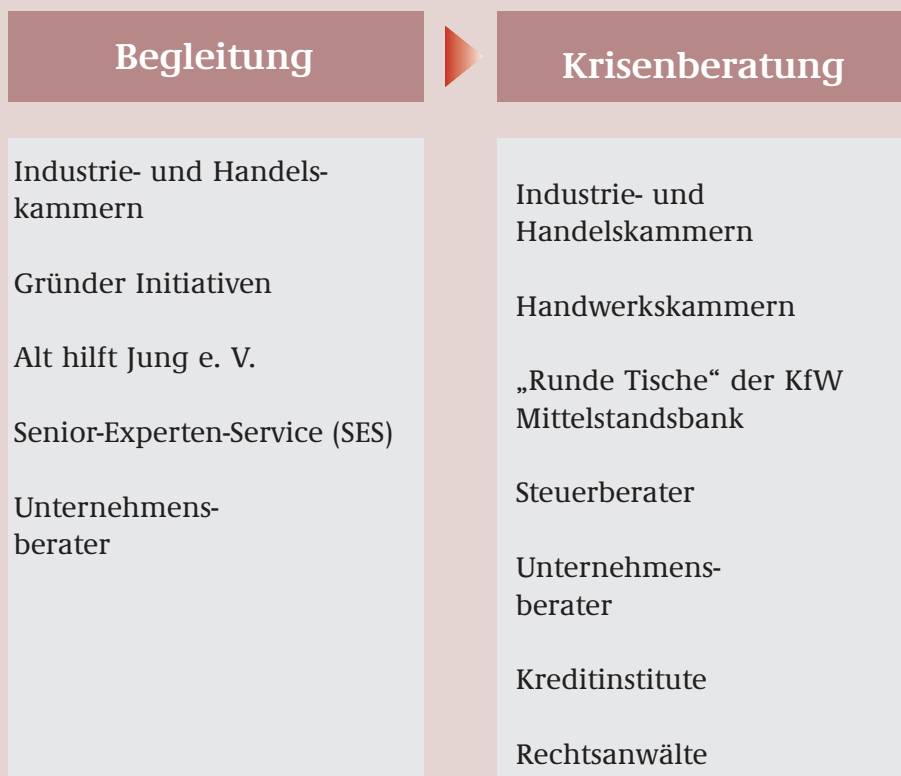 Begleitung
Industrie- und Handels-
kammern
Gründer Initiativen
Alt hilft Jung e. V.
Senior-Experten-Service (SES)
Unternehmens-
berater
Krisenberatung
Industrie- und
Handelskammern
Handwerkskammern
„Runde Tische“ der KfW
Mittelstandsbank
Steuerberater
Unternehmens-
berater
Kreditinstitute
Rechtsanwälte